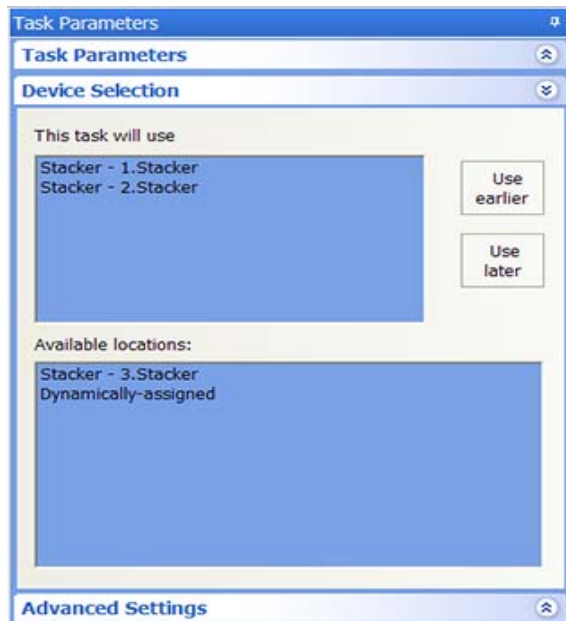 Task Parameters
Task Parameters
Device Selection
This task will use
Stacker - 1.Stacker
Stacker - 2.Stacker
Use
earlier
Use
later
Available locations:
Stacker - 3.Stacker
Dynamically-assigned
Advanced Settings